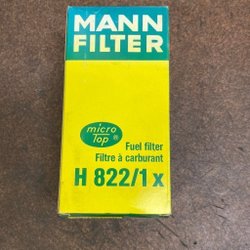 MANN
FILTER
micro
Top ®
Fuel filter
Filtre à carburant
H 822/1 x